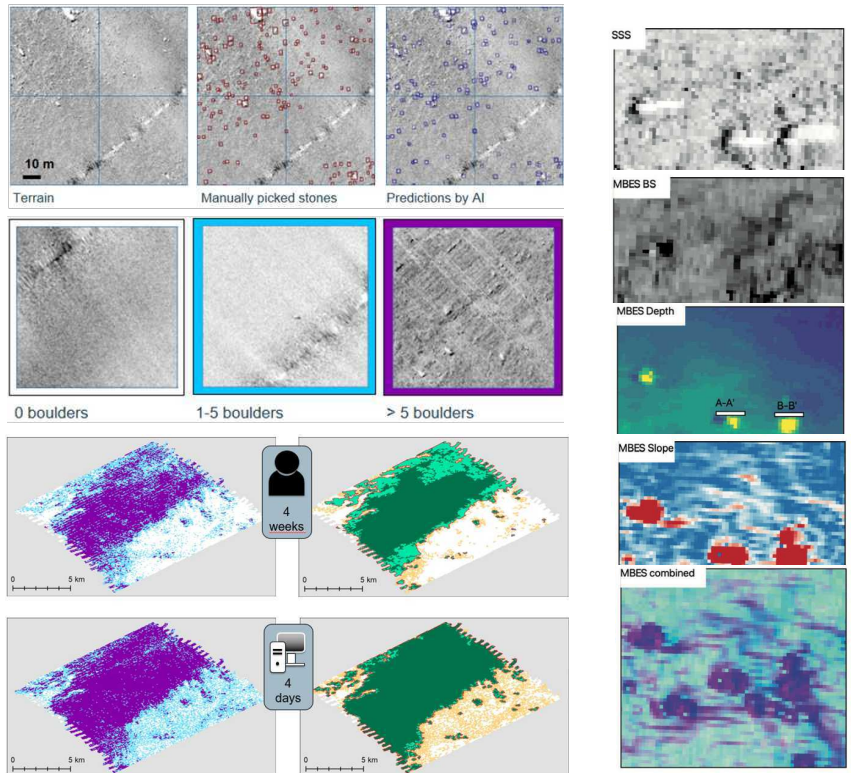 10 m
Terrain
Manually picked stones
Predictions by AI
0 boulders
1-5 boulders
> 5 boulders
4
weeks
0 5 km
0 5 km
4
days
0 5 km
0 5 km
SSS
MBES BS
MBES Depth
A-A'
B-B'
MBES Slope
MBES combined